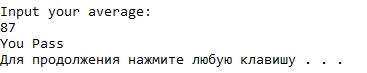 Input your average:
87
You Pass
Для продолжения нажмите любую клавишу . . .